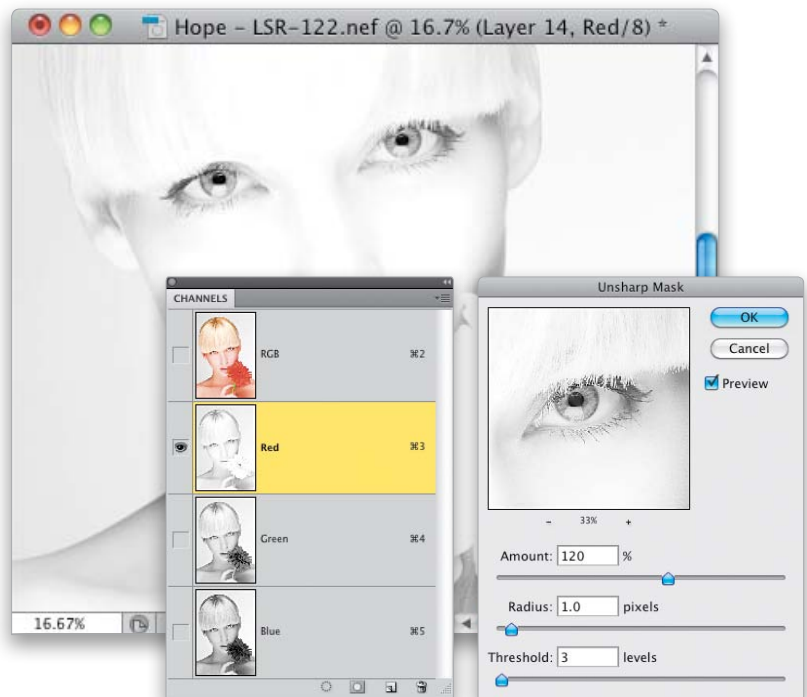 Hope – LSR–122.nef @ 16.7% (Layer 14, Red/8) *
CHANNELS
RGB ⌘2
Red ⌘3
Green ⌘4
Blue ⌘5
16.67%
Unsharp Mask
OK
Cancel
Preview
– 33% +
Amount: 120 %
Radius: 1.0 pixels
Threshold: 3 levels